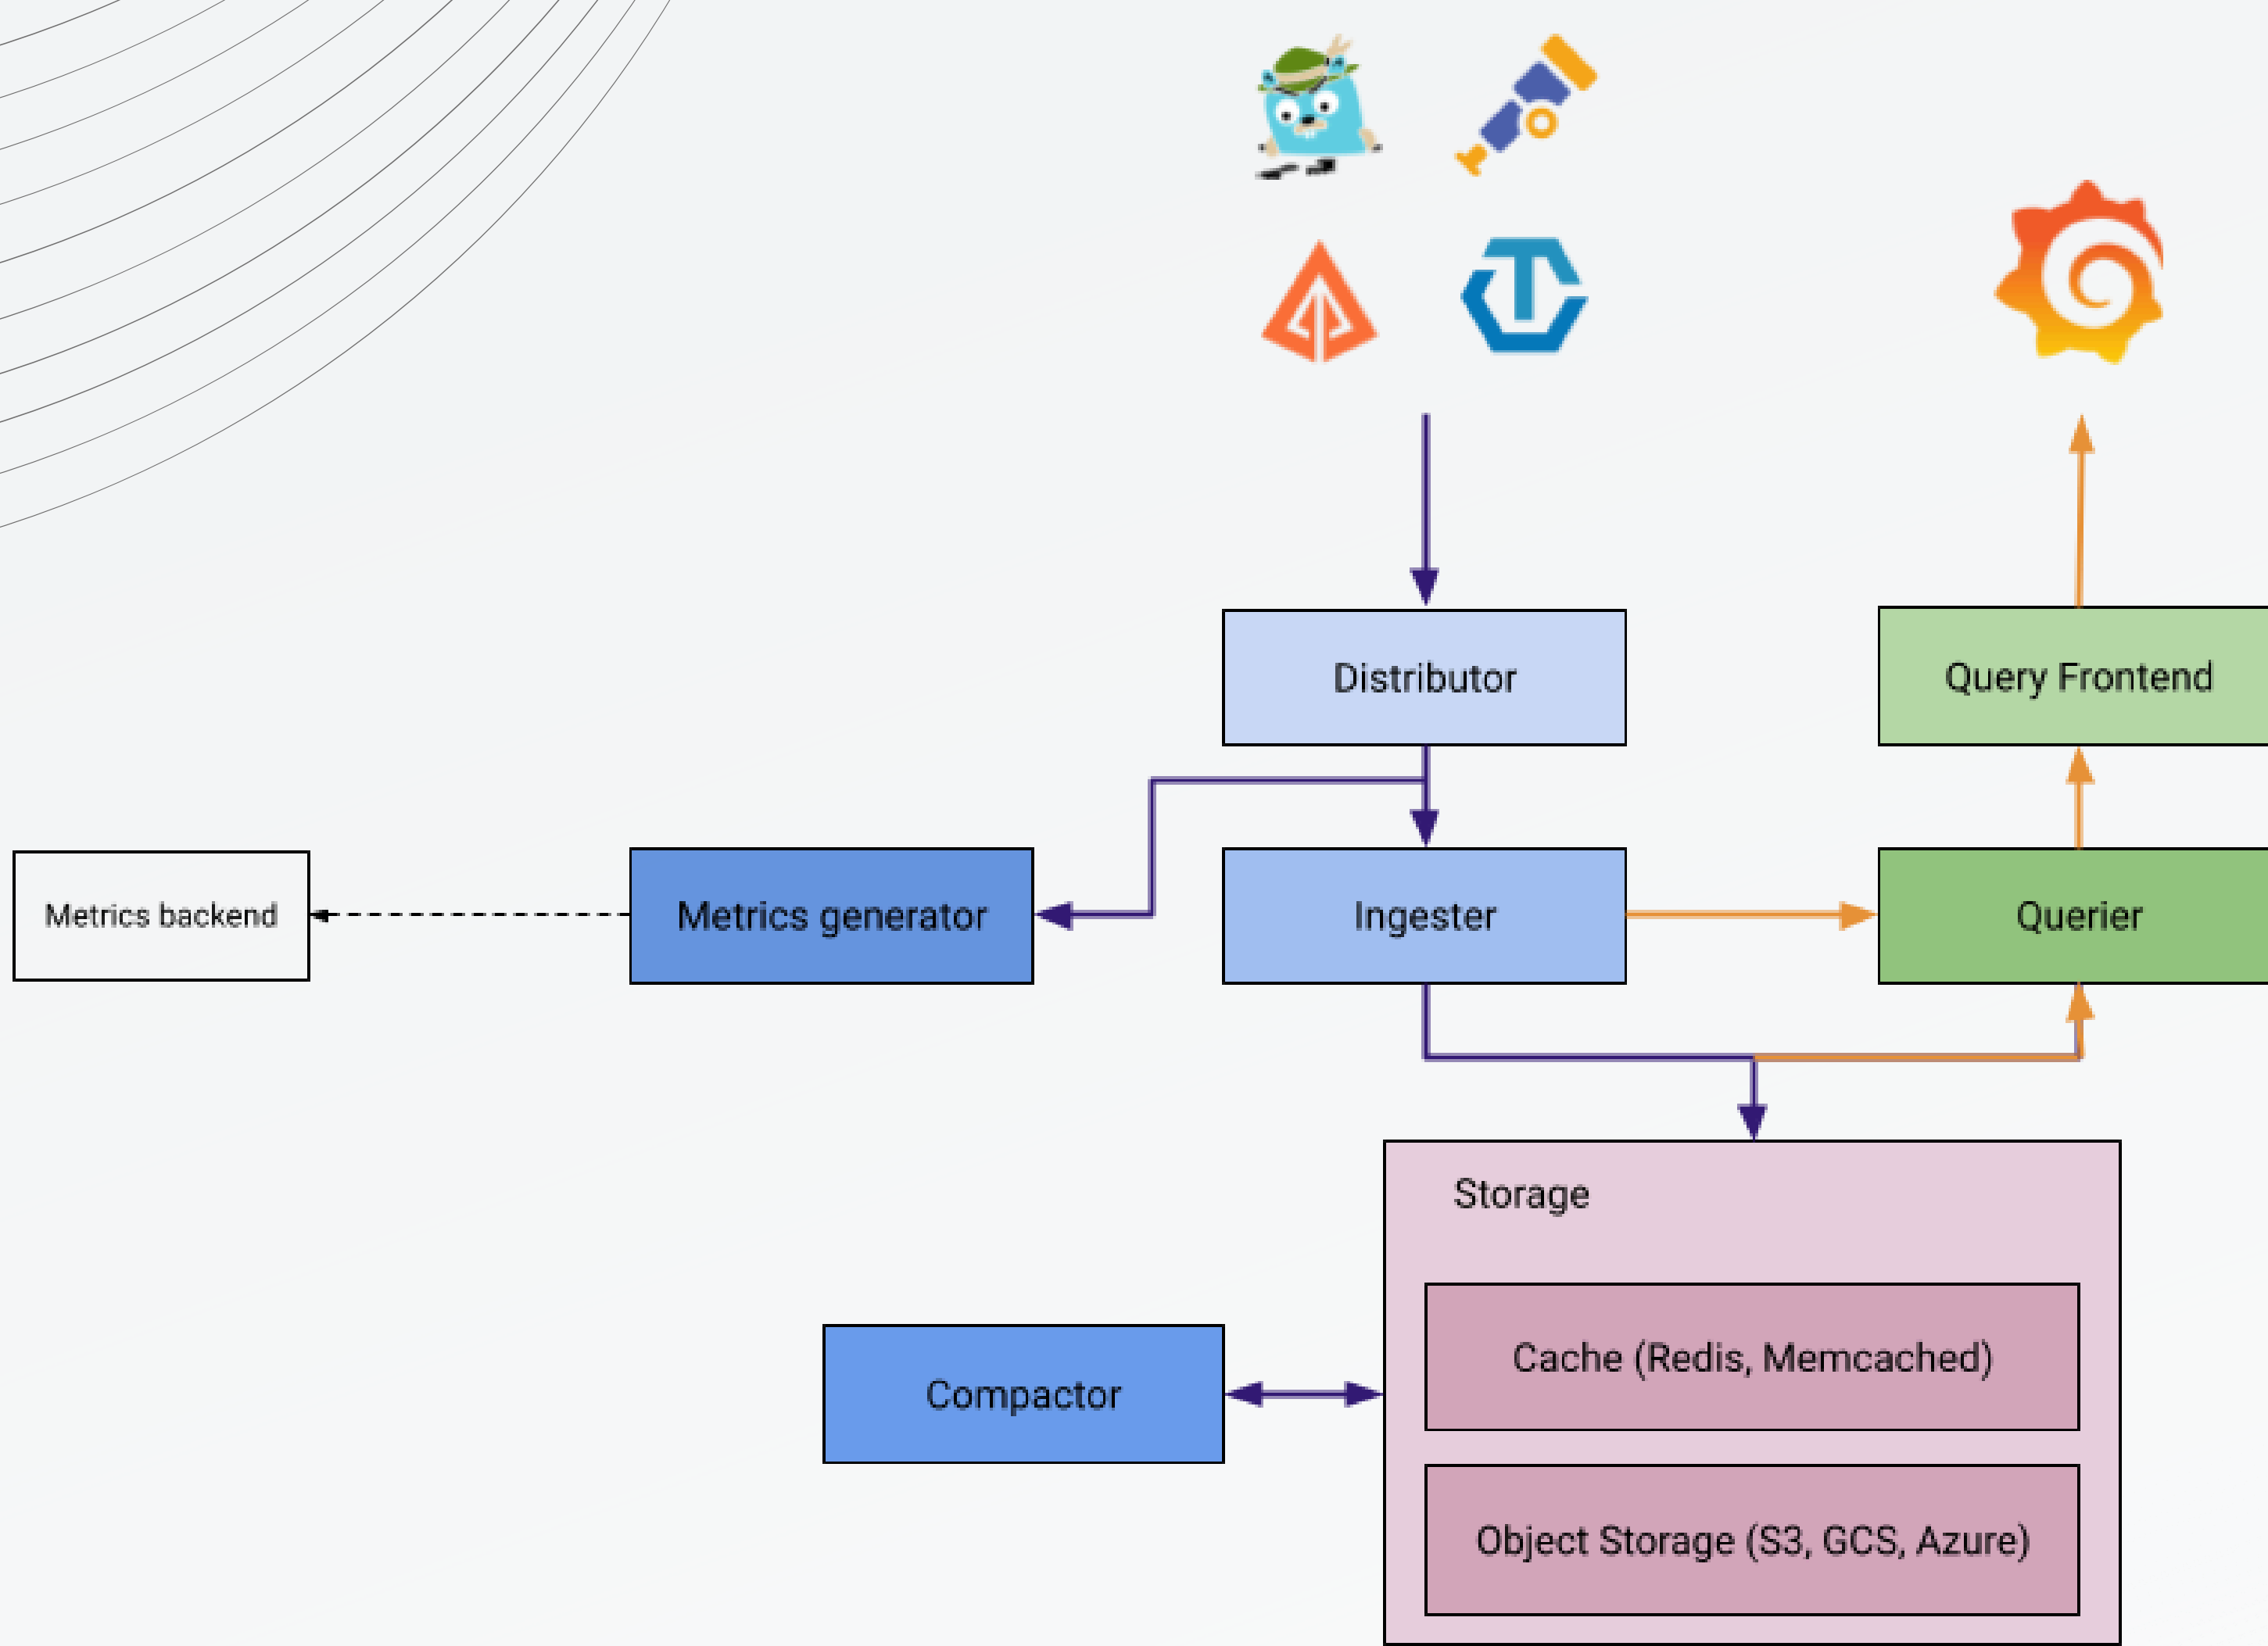 Distributor
Query Frontend
Metrics backend
Metrics generator
Ingester
Querier
Storage
Cache (Redis, Memcached)
Compactor
Object Storage (S3, GCS, Azure)